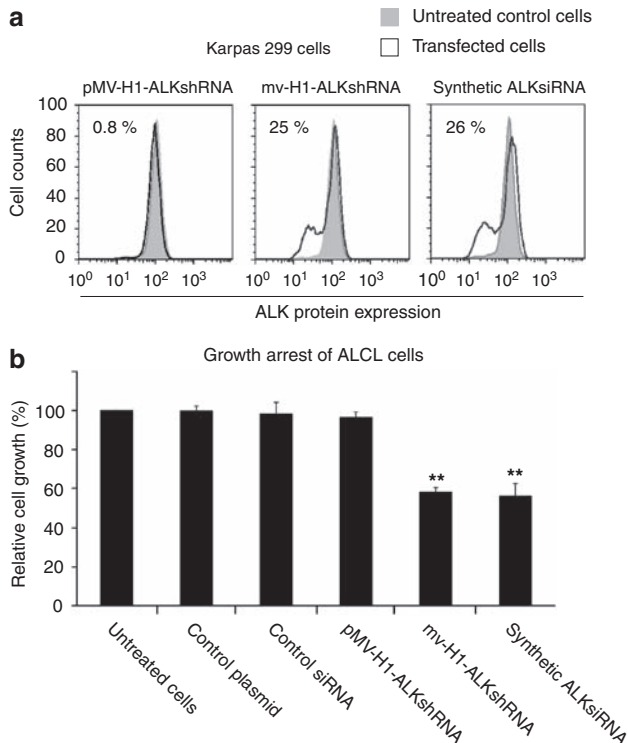 a
Untreated control cells
Transfected cells
Karpas 299 cells
pMV-H1-ALKshRNA
mv-H1-ALKshRNA
Synthetic ALKsiRNA
Cell counts
100
80
60
40
20
0
0.8 %
25 %
26 %
10⁰ 10¹ 10² 10³
10⁰ 10¹ 10² 10³
10⁰ 10¹ 10² 10³
ALK protein expression
b
Growth arrest of ALCL cells
Relative cell growth (%)
100
80
60
40
20
0
**
**
Untreated cells
Control plasmid
Control siRNA
pMV-H1-ALKshRNA
mv-H1-ALKshRNA
Synthetic ALKsiRNA